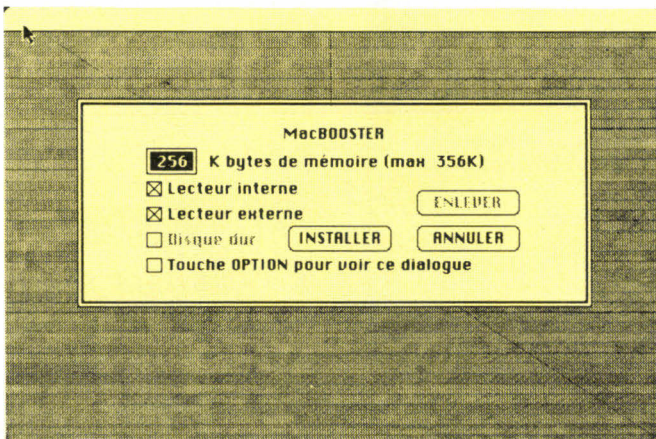 MacBOOSTER
256 K bytes de mémoire (max 356K)
Lecteur interne
Lecteur externe
ENLEVER
Disque dur INSTALLER ANNULER
Touche OPTION pour voir ce dialogue